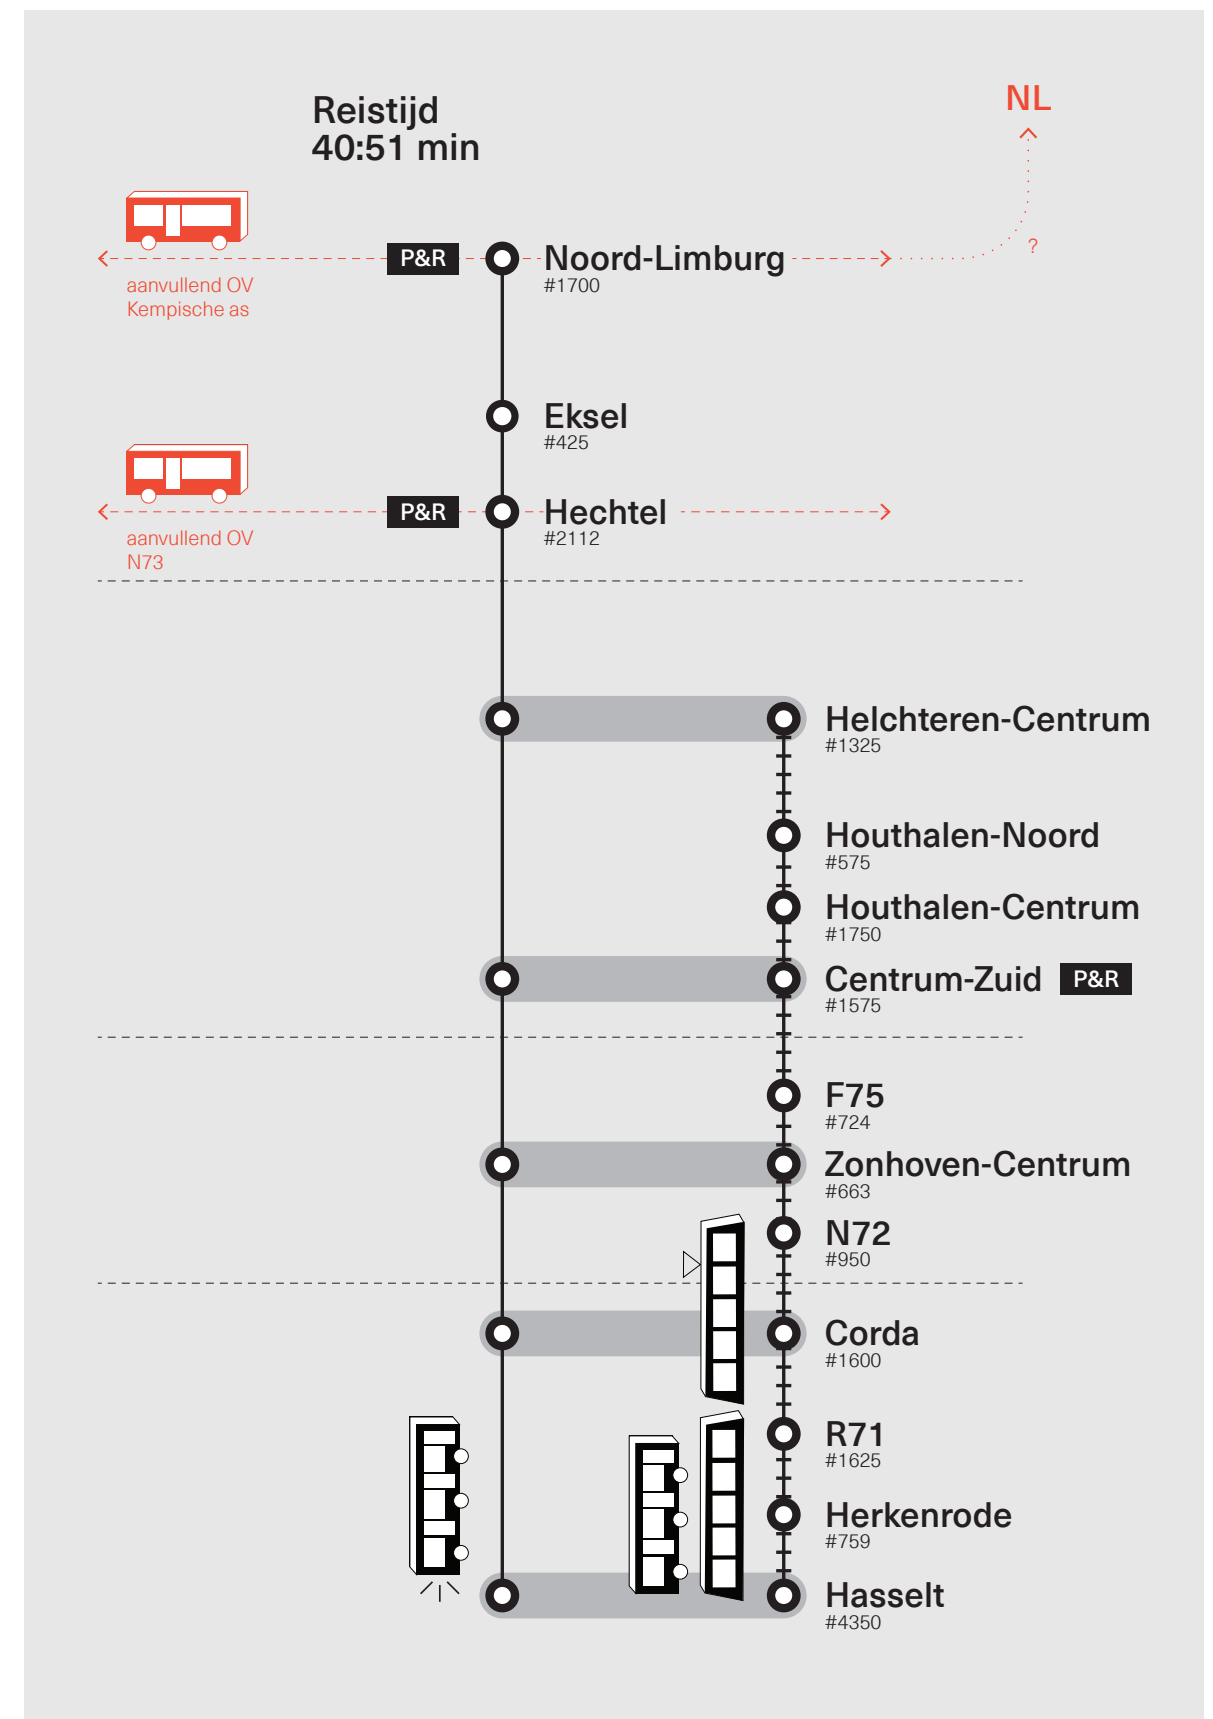 Reistijd
40:51 min
NL
P&R
Noord-Limburg
#1700
?
aanvullend OV
Kempische as
Eksel
#425
P&R
Hechtel
#2112
aanvullend OV
N73
Helchteren-Centrum
#1325
Houthalen-Noord
#575
Houthalen-Centrum
#1750
Centrum-Zuid P&R
#1575
F75
#724
Zonhoven-Centrum
#663
N72
#950
Corda
#1600
R71
#1625
Herkenrode
#759
Hasselt
#4350